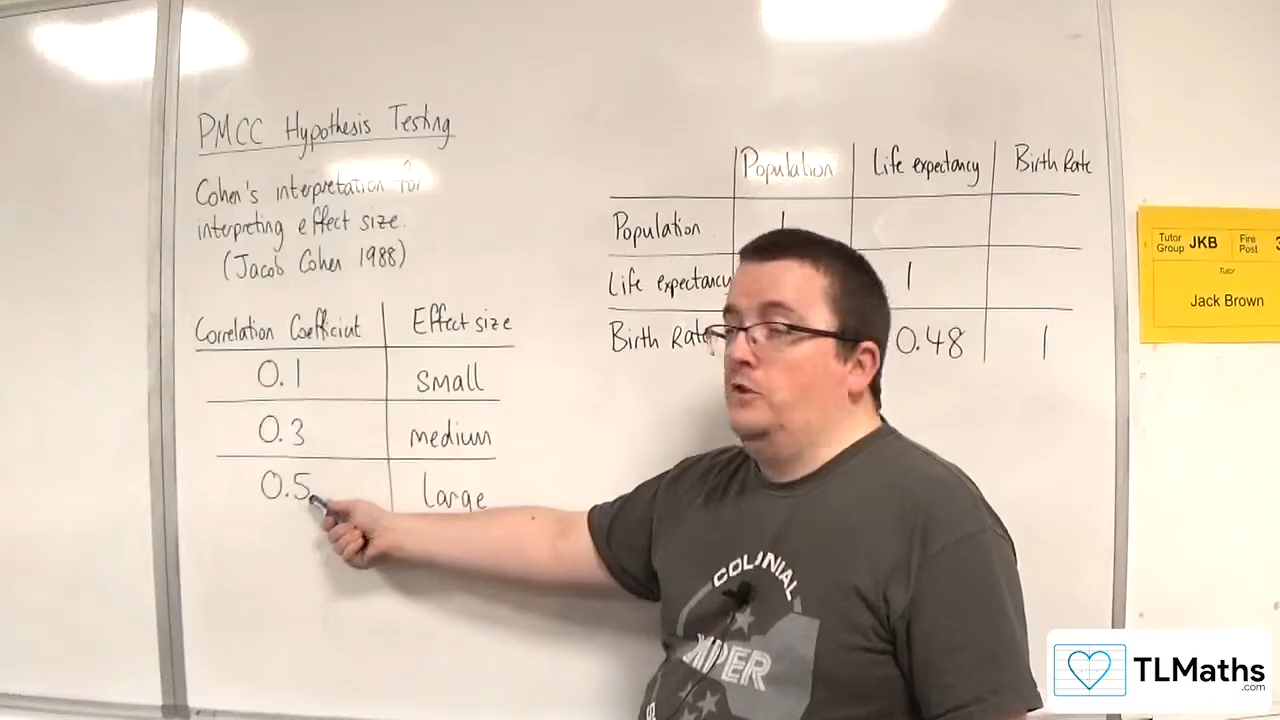 PMCC Hypothesis Testing
Cohen's interpretation for
interpreting effect size.
(Jacob Cohen 1988)
Correlation Coefficient Effect size
0.1 small
0.3 medium
0.5 large
Population Life expectancy Birth Rate
Population 1
Life expectancy 1
Birth Rate 0.48 1
Tutor Group JKB Fire Post 3
Tutor
Jack Brown
COLONIAL
TLMaths
.com